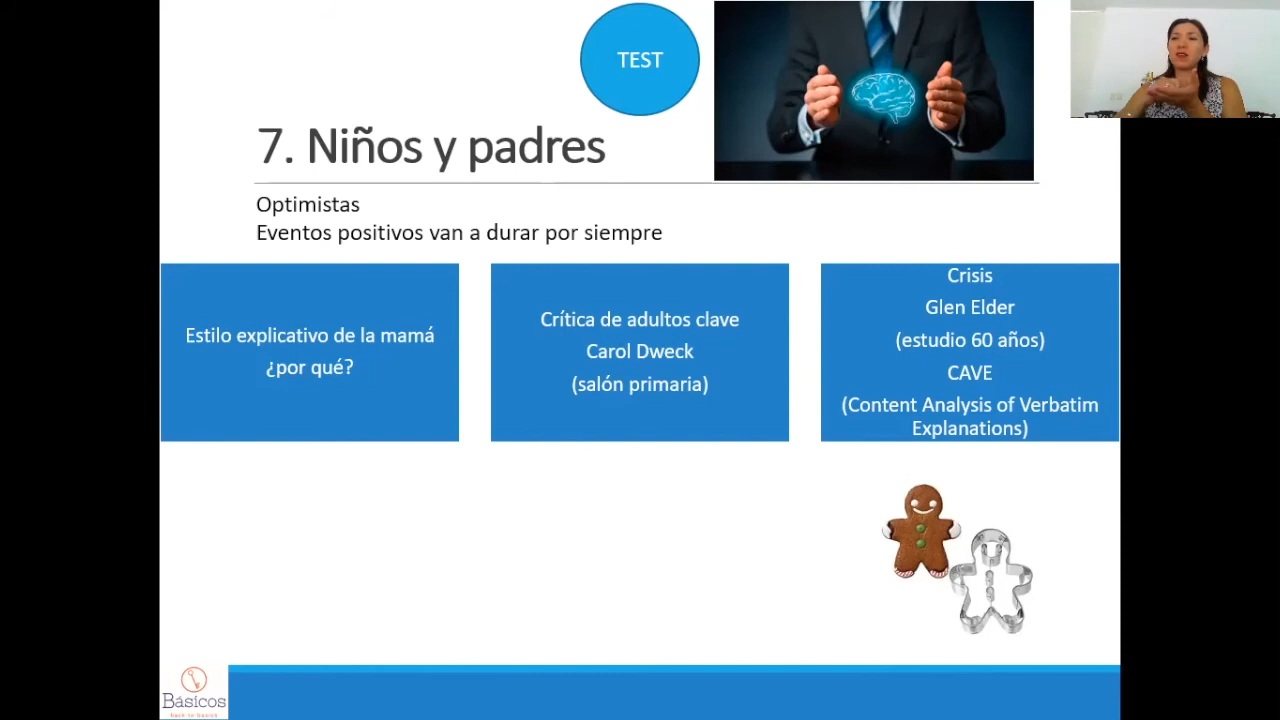 TEST
7. Niños y padres
Optimistas
Eventos positivos van a durar por siempre
Estilo explicativo de la mamá
¿por qué?
Crítica de adultos clave
Carol Dweck
(salón primaria)
Crisis
Glen Elder
(estudio 60 años)
CAVE
(Content Analysis of Verbatim
Explanations)
Básicos
back to basics